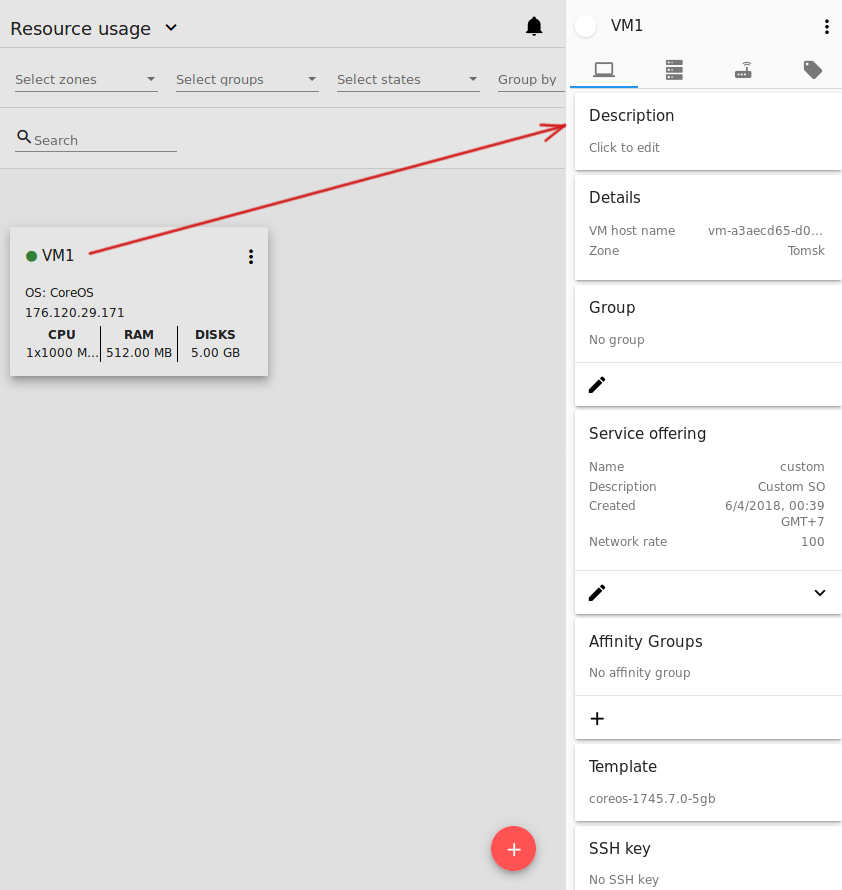 Resource usage
Select zones Select groups Select states Group by
Search
VM1
OS: CoreOS
176.120.29.171
CPU RAM DISKS
1x1000 M... 512.00 MB 5.00 GB
VM1
Description
Click to edit
Details
VM host name vm-a3aecd65-d0...
Zone Tomsk
Group
No group
Service offering
Name custom
Description Custom SO
Created 6/4/2018, 00:39
GMT+7
Network rate 100
Affinity Groups
No affinity group
Template
coreos-1745.7.0-5gb
SSH key
No SSH key